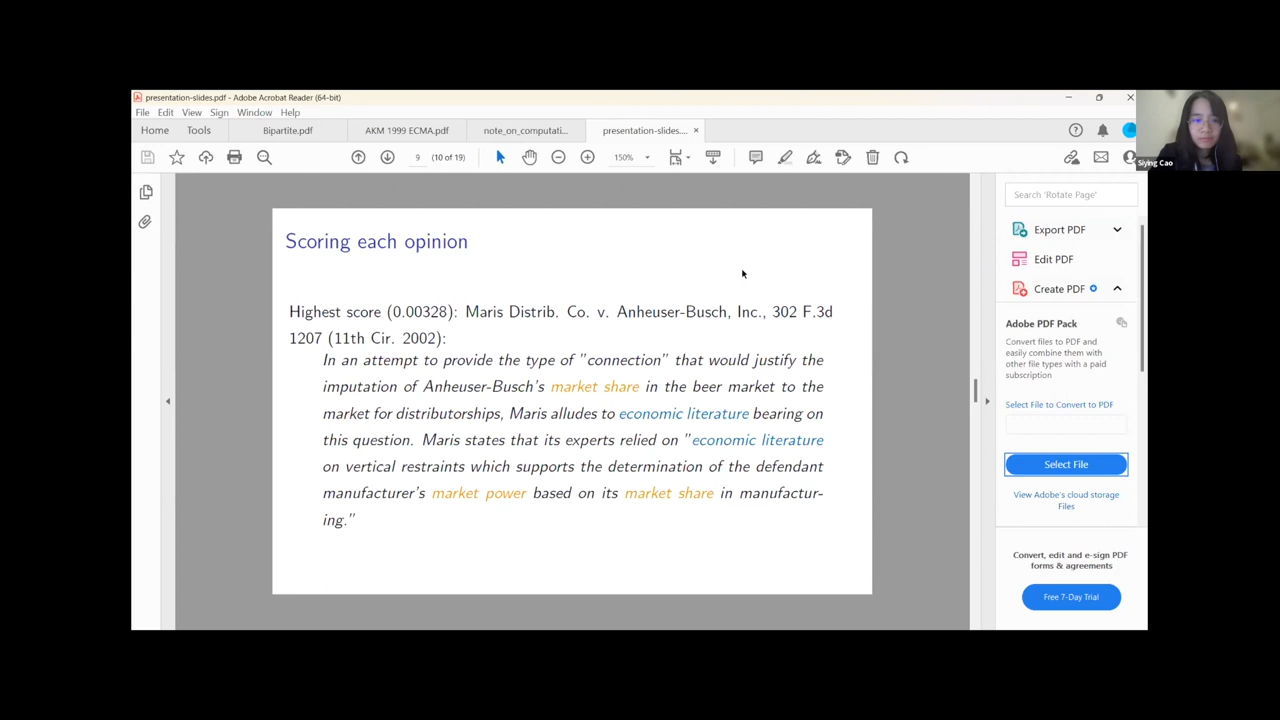 presentation-slides.pdf - Adobe Acrobat Reader (64-bit)
File Edit View Sign Window Help
Home Tools Bipartite.pdf AKM 1999 ECMA.pdf note_on_computati... presentation-slides.... ×
9 (10 of 19) 150%
Siying Cao
Scoring each opinion
Highest score (0.00328): Maris Distrib. Co. v. Anheuser-Busch, Inc., 302 F.3d
1207 (11th Cir. 2002):
In an attempt to provide the type of "connection" that would justify the
imputation of Anheuser-Busch's market share in the beer market to the
market for distributorships, Maris alludes to economic literature bearing on
this question. Maris states that its experts relied on "economic literature
on vertical restraints which supports the determination of the defendant
manufacturer's market power based on its market share in manufactur-
ing."
Search 'Rotate Page'
Export PDF
Edit PDF
Create PDF
Adobe PDF Pack
Convert files to PDF and
easily combine them with
other file types with a paid
subscription
Select File to Convert to PDF
Select File
View Adobe's cloud storage
Files
Convert, edit and e-sign PDF
forms & agreements
Free 7-Day Trial